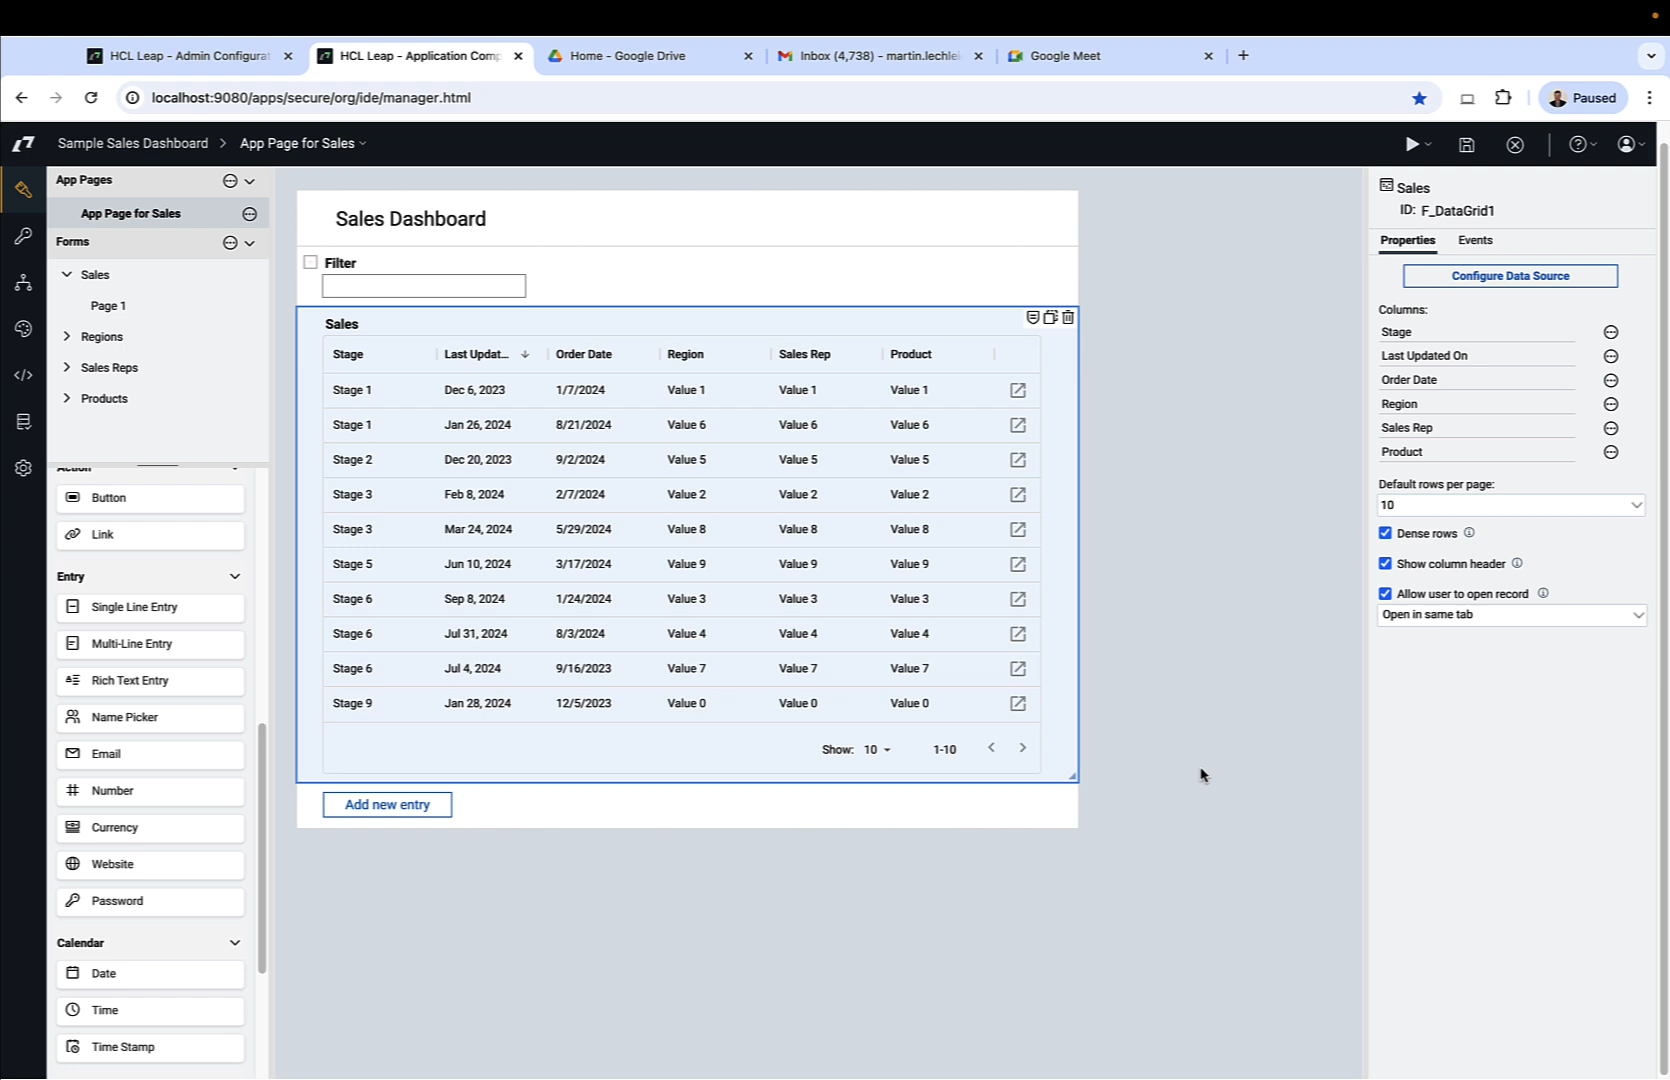 HCL Leap - Admin Configurat
HCL Leap - Application Comp
Home - Google Drive
Inbox (4,738) - martin.lechlei
Google Meet
localhost:9080/apps/secure/org/ide/manager.html
Paused
Sample Sales Dashboard > App Page for Sales
App Pages
App Page for Sales
Forms
Sales
Page 1
Regions
Sales Reps
Products
Action
Button
Link
Entry
Single Line Entry
Multi-Line Entry
Rich Text Entry
Name Picker
Email
Number
Currency
Website
Password
Calendar
Date
Time
Time Stamp
Sales Dashboard
Filter
Sales
Stage Last Updat... Order Date Region Sales Rep Product
Stage 1 Dec 6, 2023 1/7/2024 Value 1 Value 1 Value 1
Stage 1 Jan 26, 2024 8/21/2024 Value 6 Value 6 Value 6
Stage 2 Dec 20, 2023 9/2/2024 Value 5 Value 5 Value 5
Stage 3 Feb 8, 2024 2/7/2024 Value 2 Value 2 Value 2
Stage 3 Mar 24, 2024 5/29/2024 Value 8 Value 8 Value 8
Stage 5 Jun 10, 2024 3/17/2024 Value 9 Value 9 Value 9
Stage 6 Sep 8, 2024 1/24/2024 Value 3 Value 3 Value 3
Stage 6 Jul 31, 2024 8/3/2024 Value 4 Value 4 Value 4
Stage 6 Jul 4, 2024 9/16/2023 Value 7 Value 7 Value 7
Stage 9 Jan 28, 2024 12/5/2023 Value 0 Value 0 Value 0
Show: 10 1-10
Add new entry
Sales
ID: F_DataGrid1
Properties Events
Configure Data Source
Columns:
Stage
Last Updated On
Order Date
Region
Sales Rep
Product
Default rows per page:
10
Dense rows
Show column header
Allow user to open record
Open in same tab